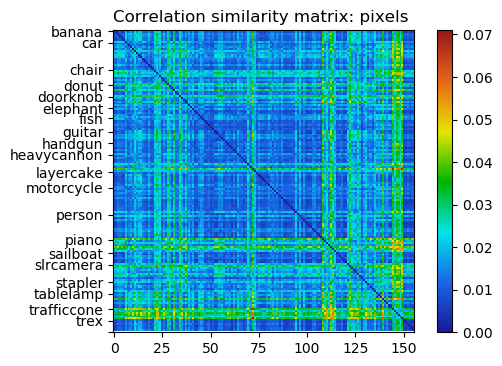 Correlation similarity matrix: pixels
banana
car
chair
donut
doorknob
elephant
fish
guitar
handgun
heavycannon
layercake
motorcycle
person
piano
sailboat
slrcamera
stapler
tablelamp
trafficcone
trex
0 25 50 75 100 125 150
0.07
0.06
0.05
0.04
0.03
0.02
0.01
0.00